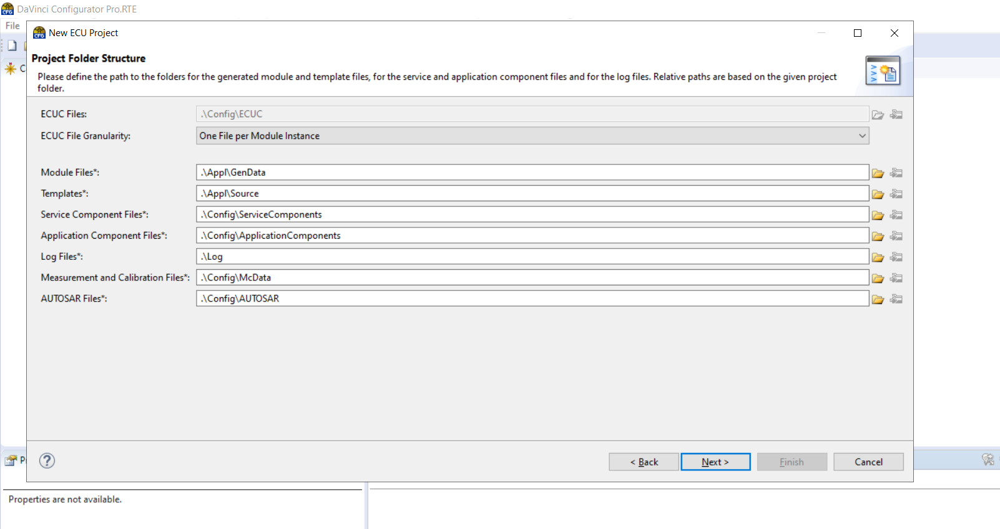 DaVinci Configurator Pro.RTE
File
New ECU Project
Project Folder Structure
Please define the path to the folders for the generated module and template files, for the service and application component files and for the log files. Relative paths are based on the given project
folder.
ECUC Files: .\Config\ECUC
ECUC File Granularity: One File per Module Instance
Module Files*: .\Appl\GenData
Templates*: .\Appl\Source
Service Component Files*: .\Config\ServiceComponents
Application Component Files*: .\Config\ApplicationComponents
Log Files*: .\Log
Measurement and Calibration Files*: .\Config\McData
AUTOSAR Files*: .\Config\AUTOSAR
< Back Next > Finish Cancel
Properties are not available.